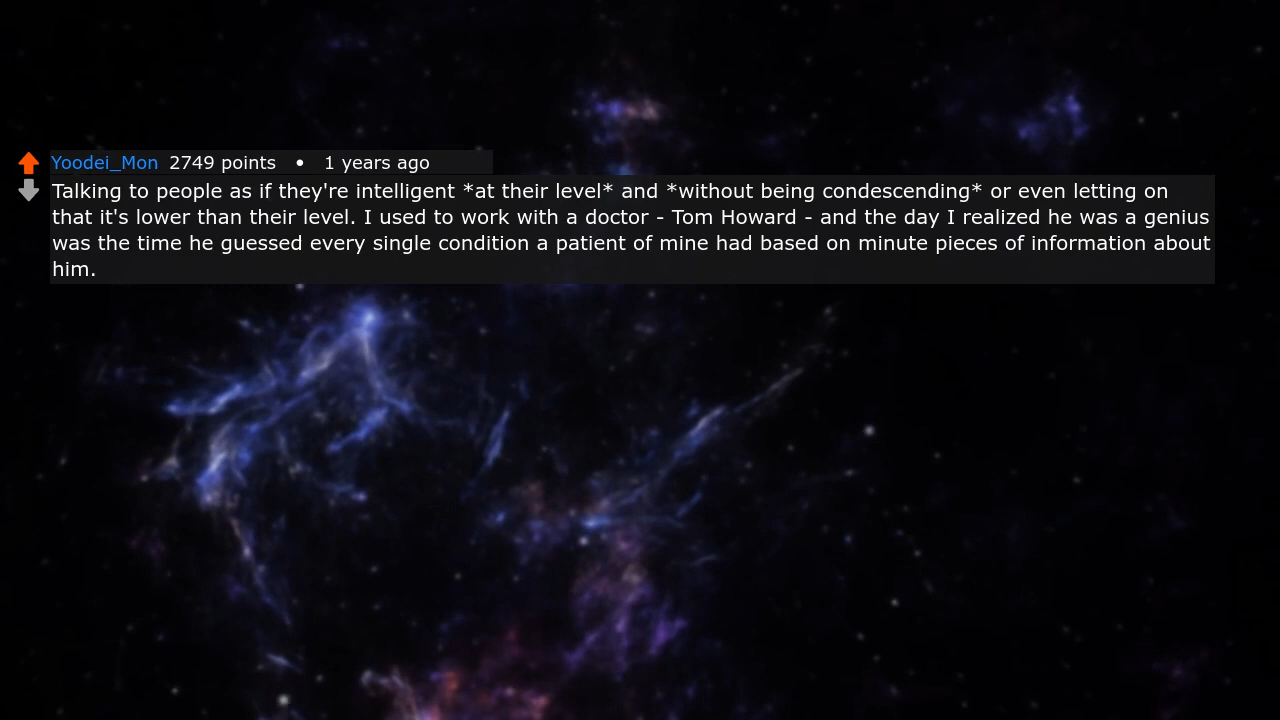 Yoodei_Mon 2749 points • 1 years ago
Talking to people as if they're intelligent *at their level* and *without being condescending* or even letting on
that it's lower than their level. I used to work with a doctor - Tom Howard - and the day I realized he was a genius
was the time he guessed every single condition a patient of mine had based on minute pieces of information about
him.